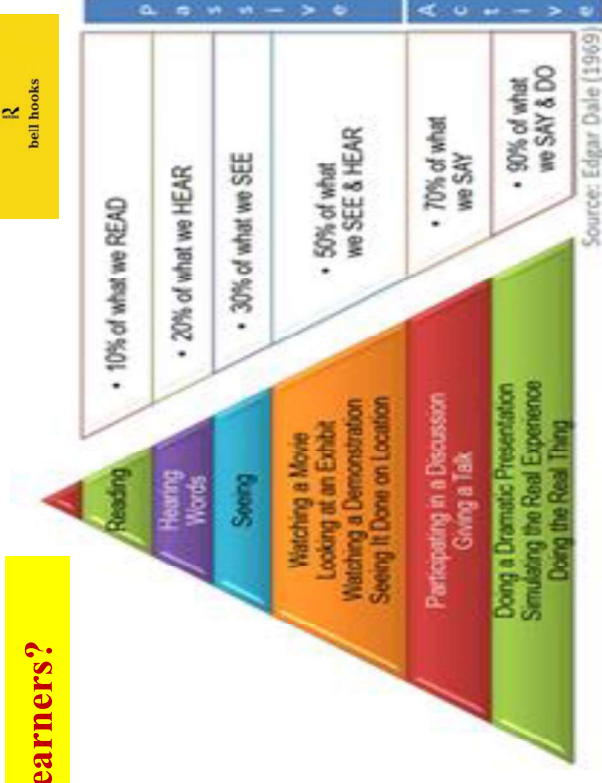 earners?
bell hooks
Reading
Hearing
Words
Seeing
Watching a Movie
Looking at an Exhibit
Watching a Demonstration
Seeing It Done on Location
Participating in a Discussion
Giving a Talk
Doing a Dramatic Presentation
Simulating the Real Experience
Doing the Real Thing
• 10% of what we READ
• 20% of what we HEAR
• 30% of what we SEE
• 50% of what
we SEE & HEAR
• 70% of what
we SAY
• 90% of what
we SAY & DO
Passive
Active
Source: Edgar Dale (1969)